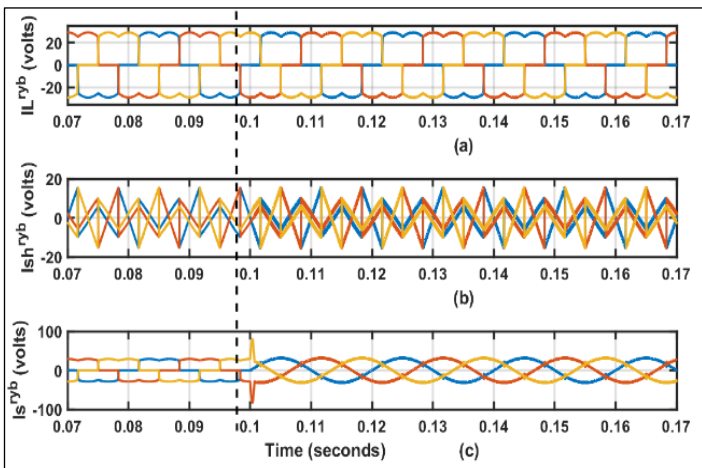 IL^ryb (volts)
20
0
-20
0.07 0.08 0.09 0.1 0.11 0.12 0.13 0.14 0.15 0.16 0.17
(a)
Ish^ryb (volts)
20
0
-20
0.07 0.08 0.09 0.1 0.11 0.12 0.13 0.14 0.15 0.16 0.17
(b)
Is^ryb (volts)
100
0
-100
0.07 0.08 0.09 0.1 0.11 0.12 0.13 0.14 0.15 0.16 0.17
Time (seconds)
(c)